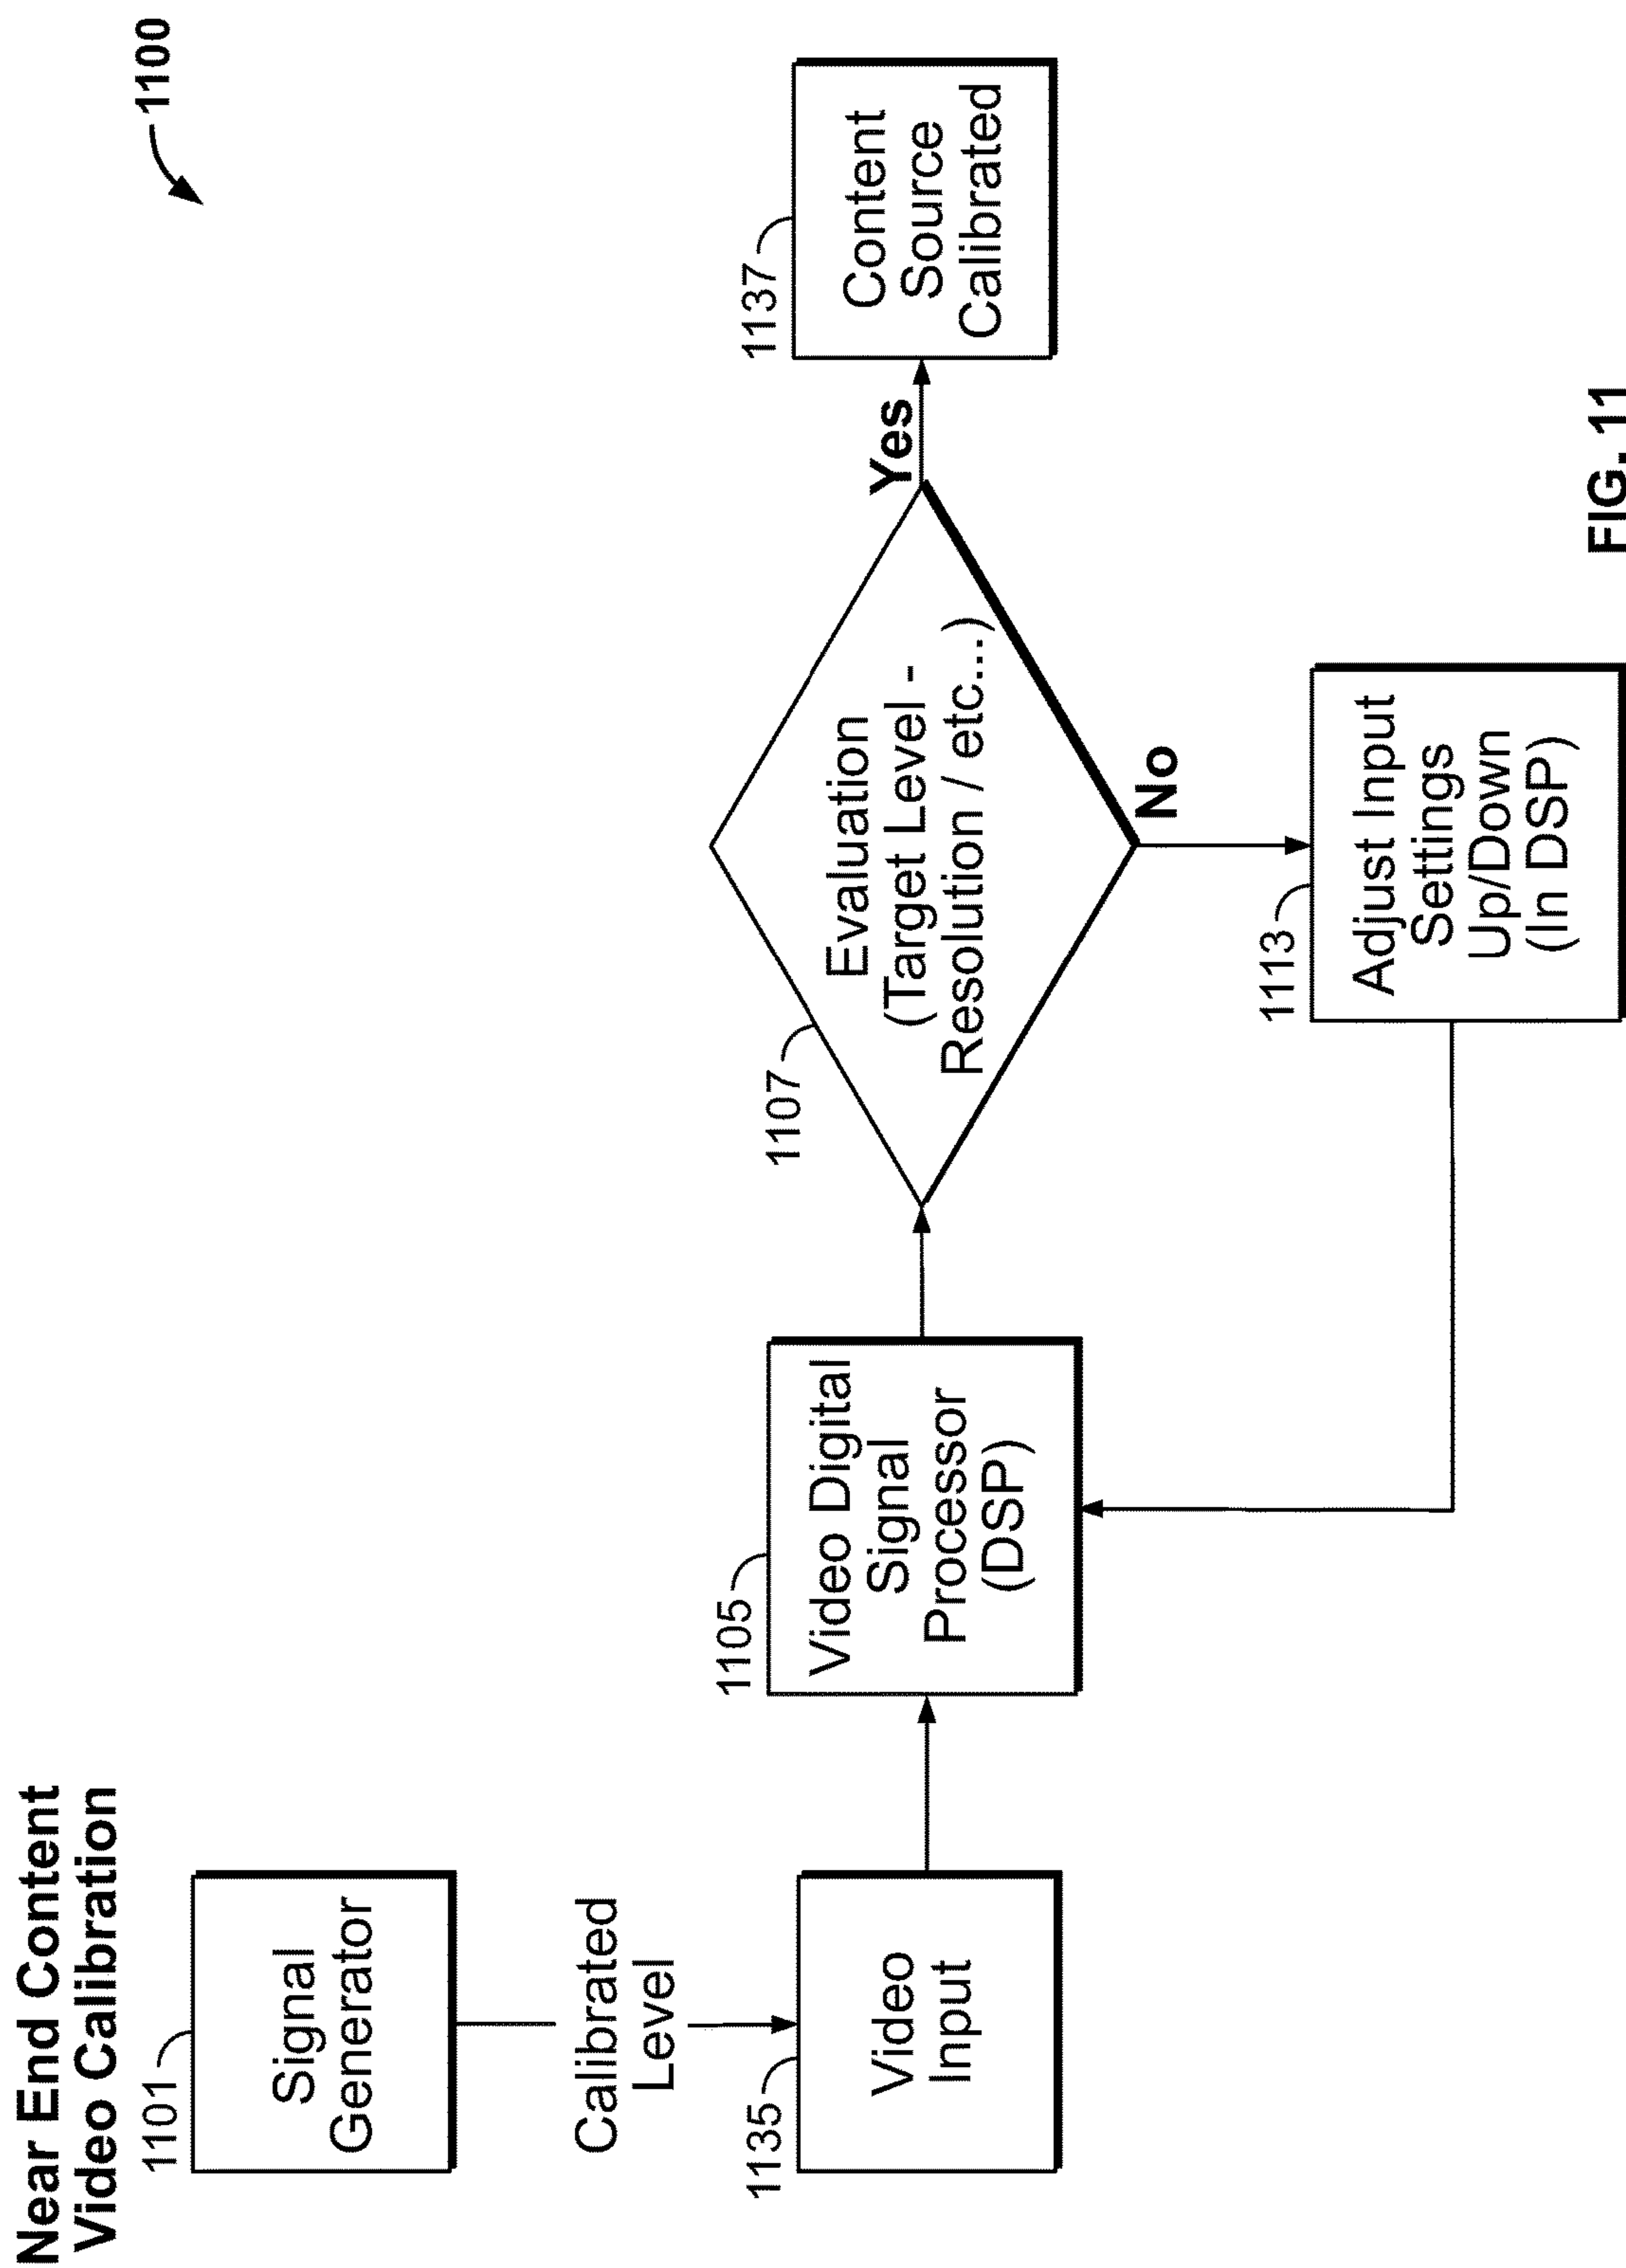 Near End Content
Video Calibration
1100
1101
Signal
Generator
Calibrated
Level
1135
Video
Input
1105
Video Digital
Signal
Processor
(DSP)
1107
Evaluation
(Target Level -
Resolution / etc...)
Yes
1137
Content
Source
Calibrated
No
1113
Adjust Input
Settings
Up/Down
(In DSP)
FIG. 11